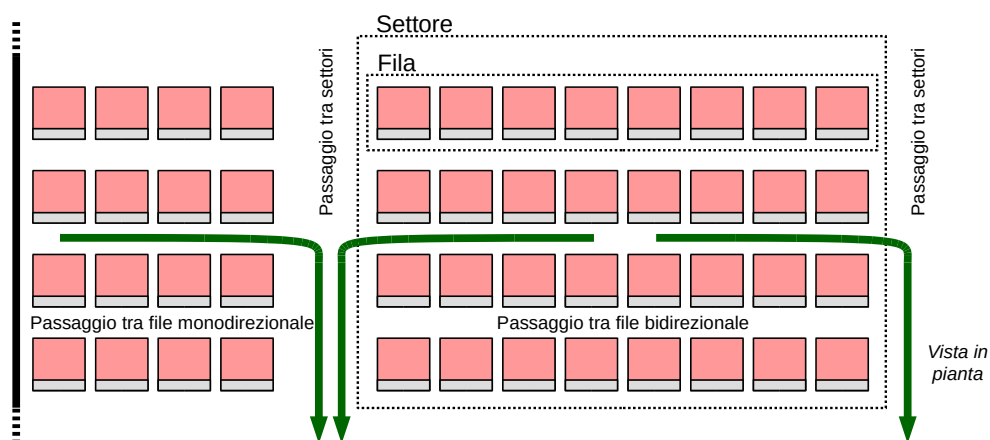 Settore
Fila
Passaggio tra settori
Passaggio tra settori
Passaggio tra file monodirezionale
Passaggio tra file bidirezionale
Vista in
pianta